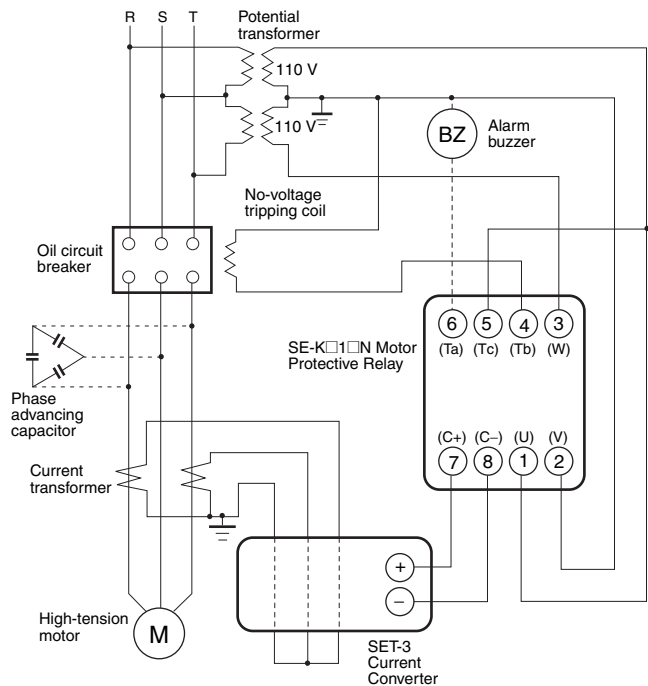 R S T
Potential
transformer
110 V
110 V
BZ
Alarm
buzzer
No-voltage
tripping coil
Oil circuit
breaker
6 5 4 3
(Ta) (Tc) (Tb) (W)
SE-K□1□N Motor
Protective Relay
Phase
advancing
capacitor
(C+) (C−) (U) (V)
7 8 1 2
Current
transformer
+
−
High-tension
motor
M
SET-3
Current
Converter